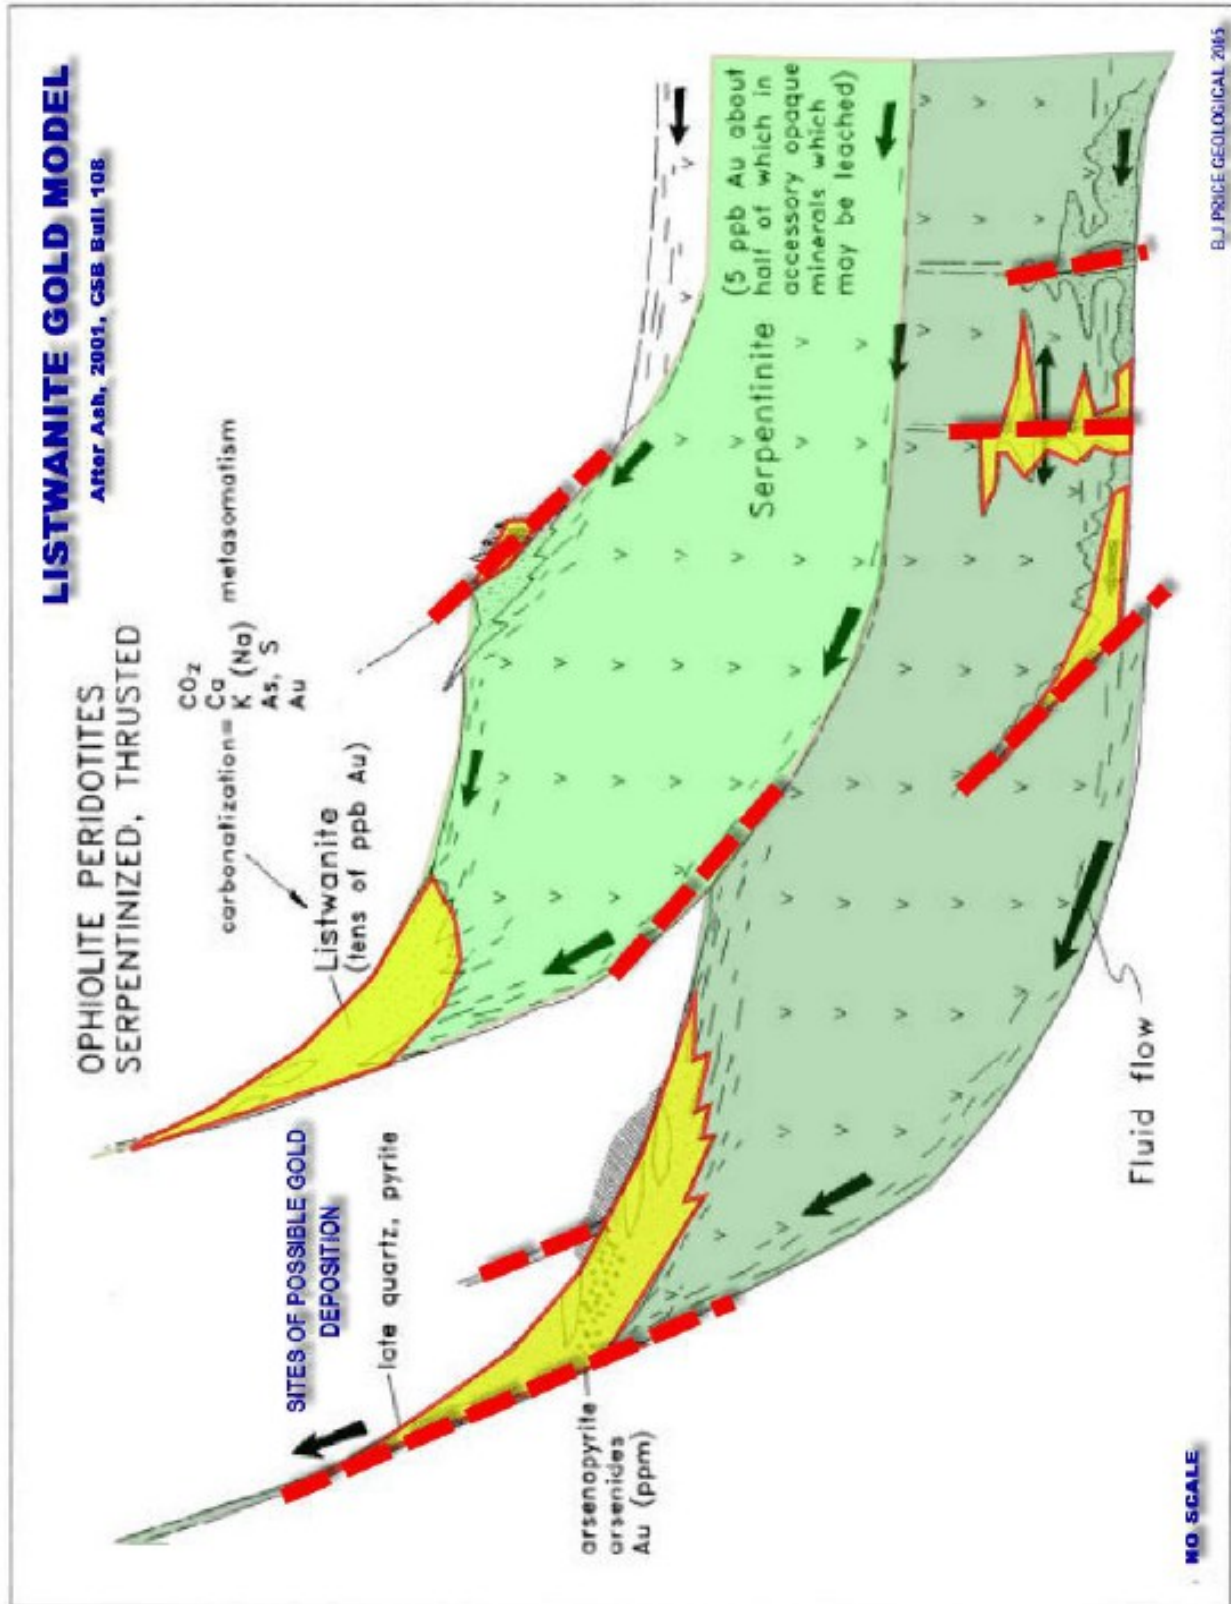 LISTWANITE GOLD MODEL
After Ash, 2001, GSB Bull 108
OPHIOLITE PERIDOTITES
SERPENTINIZED, THRUSTED
carbonatization=
CO₂
Ca
K (Na) metasomatism
As, S
Au
Listwanite
(tens of ppb Au)
SITES OF POSSIBLE GOLD
DEPOSITION
late quartz, pyrite
arsenopyrite
arsenides
Au (ppm)
Serpentinite
(5 ppb Au about
half of which in
accessory opaque
minerals which
may be leached)
Fluid flow
NO SCALE
B.J.PRICE GEOLOGICAL 2005